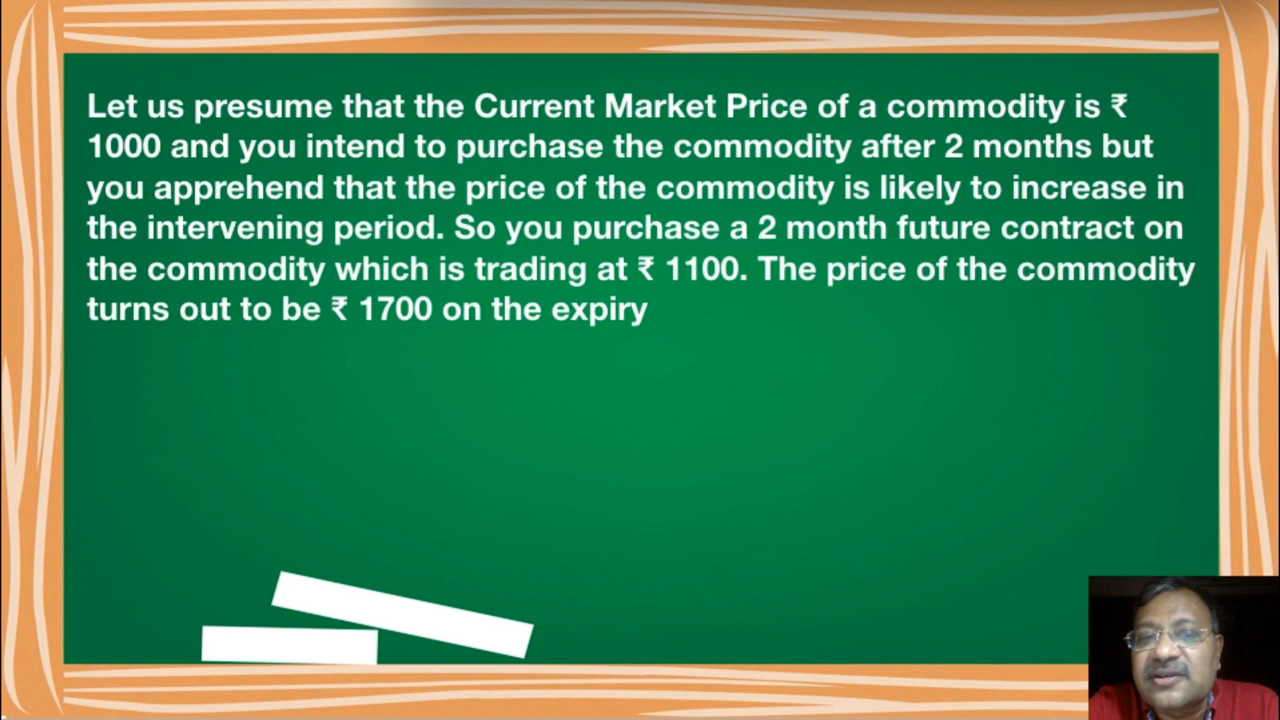 Let us presume that the Current Market Price of a commodity is ₹
1000 and you intend to purchase the commodity after 2 months but
you apprehend that the price of the commodity is likely to increase in
the intervening period. So you purchase a 2 month future contract on
the commodity which is trading at ₹ 1100. The price of the commodity
turns out to be ₹ 1700 on the expiry